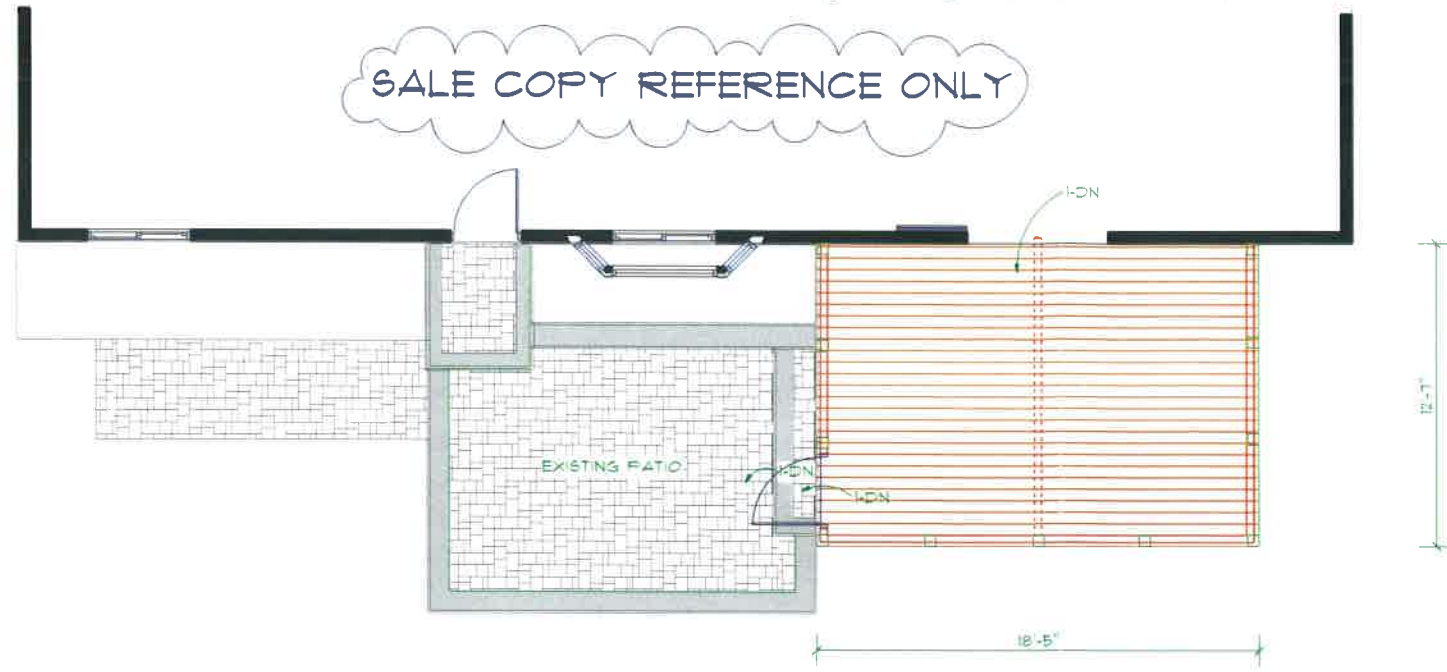 SALE COPY REFERENCE ONLY
1-DN
12'-7"
EXISTING PATIO
1-DN
1-DN
18'-5"